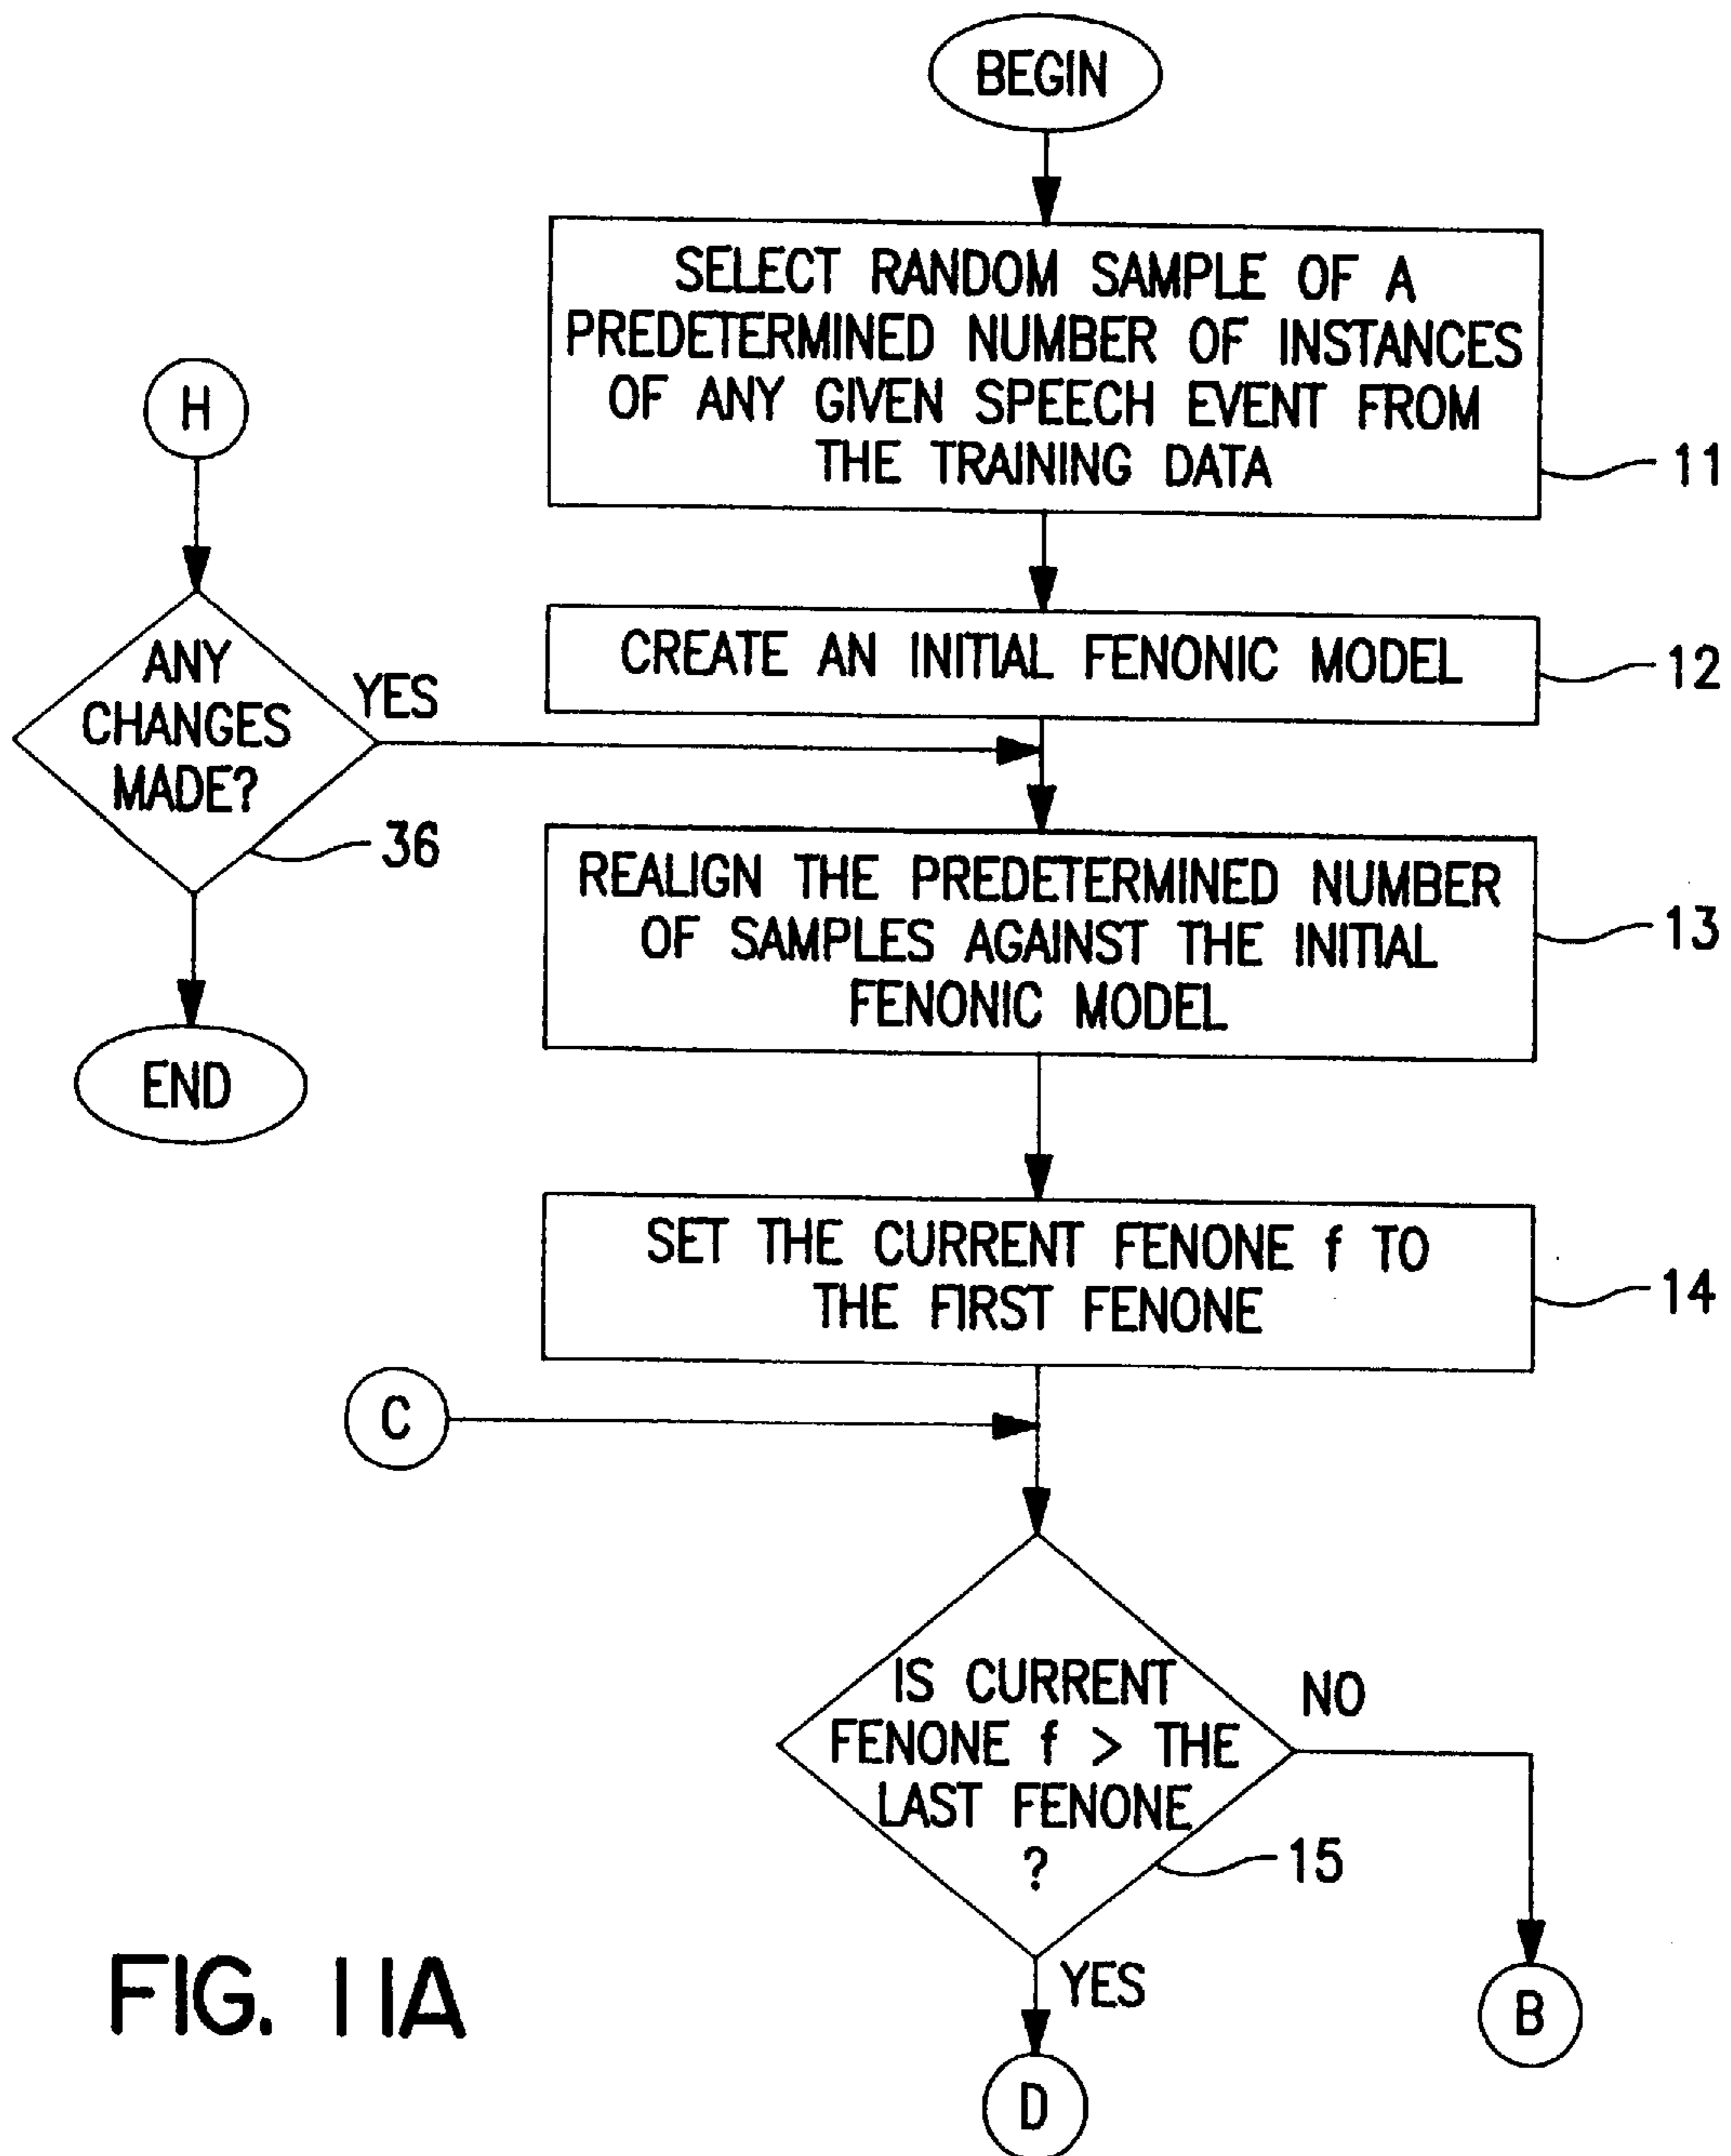 BEGIN
SELECT RANDOM SAMPLE OF A
PREDETERMINED NUMBER OF INSTANCES
OF ANY GIVEN SPEECH EVENT FROM
THE TRAINING DATA
11
H
CREATE AN INITIAL FENONIC MODEL
12
ANY
CHANGES
MADE?
YES
36
END
REALIGN THE PREDETERMINED NUMBER
OF SAMPLES AGAINST THE INITIAL
FENONIC MODEL
13
SET THE CURRENT FENONE f TO
THE FIRST FENONE
14
C
IS CURRENT
FENONE f > THE
LAST FENONE
?
NO
15
YES
B
D
FIG. 11A